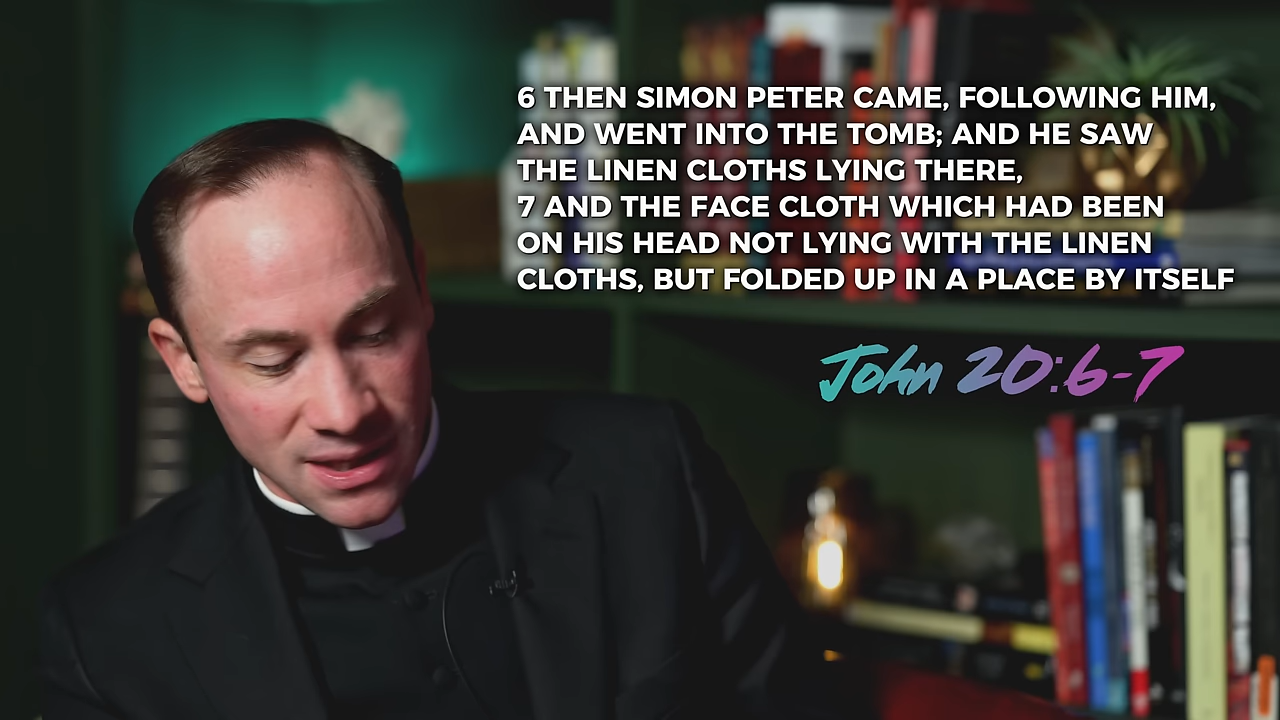 6 THEN SIMON PETER CAME, FOLLOWING HIM,
AND WENT INTO THE TOMB; AND HE SAW
THE LINEN CLOTHS LYING THERE,
7 AND THE FACE CLOTH WHICH HAD BEEN
ON HIS HEAD NOT LYING WITH THE LINEN
CLOTHS, BUT FOLDED UP IN A PLACE BY ITSELF
John 20:6-7